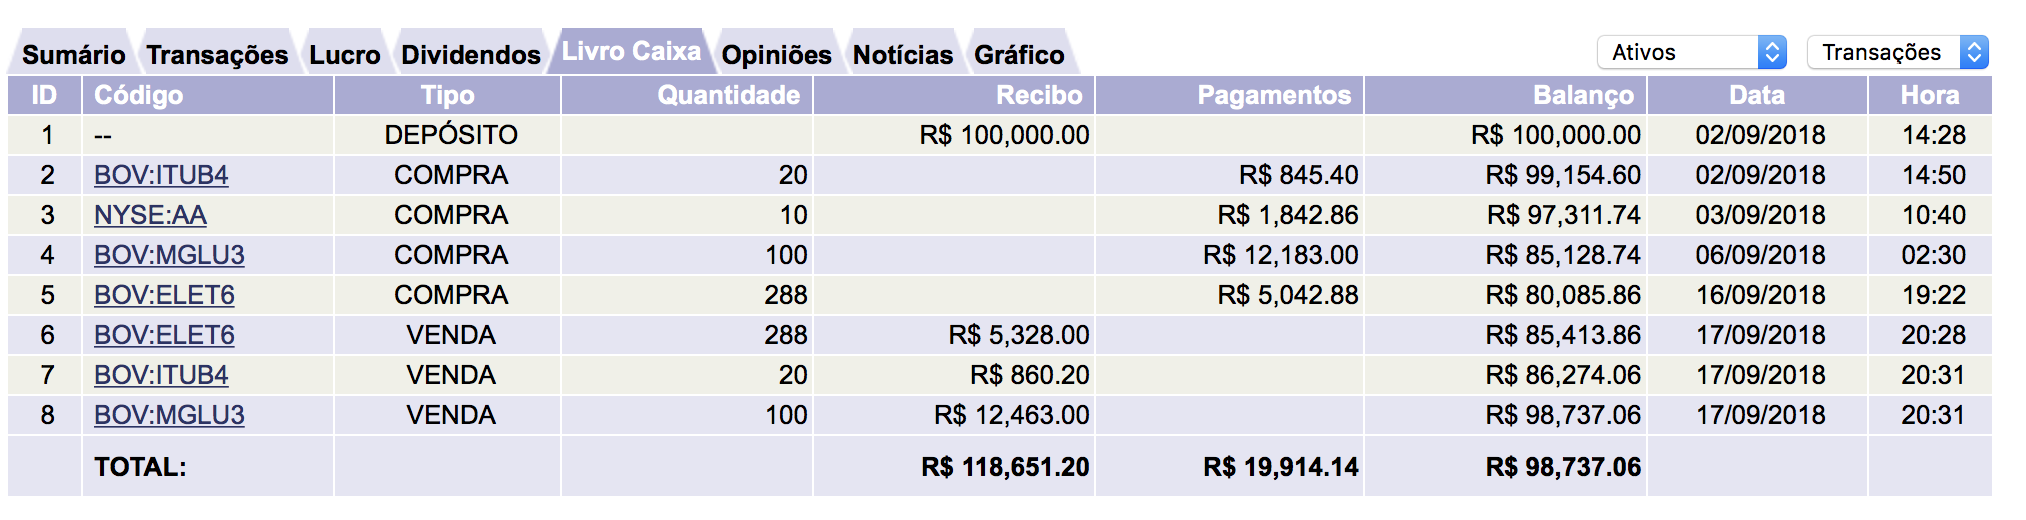 Sumário Transações Lucro Dividendos Livro Caixa Opiniões Notícias Gráfico Ativos Transações
ID Código Tipo Quantidade Recibo Pagamentos Balanço Data Hora
1 -- DEPÓSITO R$ 100,000.00 R$ 100,000.00 02/09/2018 14:28
2 BOV:ITUB4 COMPRA 20 R$ 845.40 R$ 99,154.60 02/09/2018 14:50
3 NYSE:AA COMPRA 10 R$ 1,842.86 R$ 97,311.74 03/09/2018 10:40
4 BOV:MGLU3 COMPRA 100 R$ 12,183.00 R$ 85,128.74 06/09/2018 02:30
5 BOV:ELET6 COMPRA 288 R$ 5,042.88 R$ 80,085.86 16/09/2018 19:22
6 BOV:ELET6 VENDA 288 R$ 5,328.00 R$ 85,413.86 17/09/2018 20:28
7 BOV:ITUB4 VENDA 20 R$ 860.20 R$ 86,274.06 17/09/2018 20:31
8 BOV:MGLU3 VENDA 100 R$ 12,463.00 R$ 98,737.06 17/09/2018 20:31
TOTAL: R$ 118,651.20 R$ 19,914.14 R$ 98,737.06